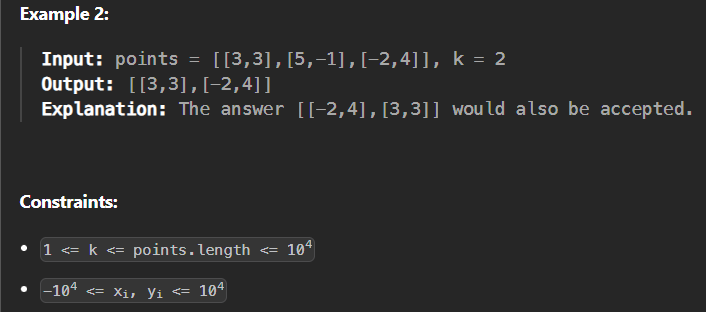 Example 2:
Input: points = [[3,3],[5,-1],[-2,4]], k = 2
Output: [[3,3],[-2,4]]
Explanation: The answer [[-2,4],[3,3]] would also be accepted.
Constraints:
• 1 <= k <= points.length <= 10⁴
• -10⁴ <= xᵢ, yᵢ <= 10⁴